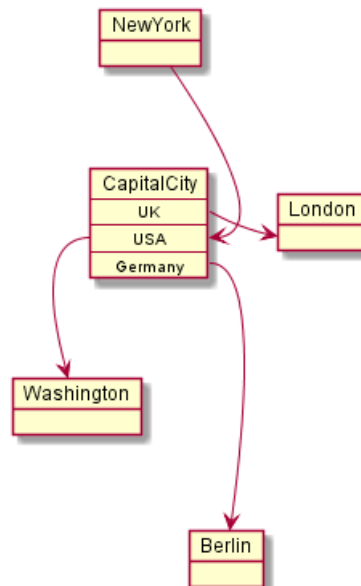 NewYork
CapitalCity
UK
USA
Germany
London
Washington
Berlin